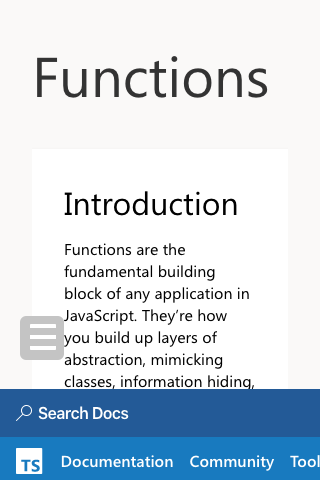 Functions
Introduction
Functions are the
fundamental building
block of any application in
JavaScript. They’re how
you build up layers of
abstraction, mimicking
classes, information hiding,
Search Docs
TS Documentation Community Tool